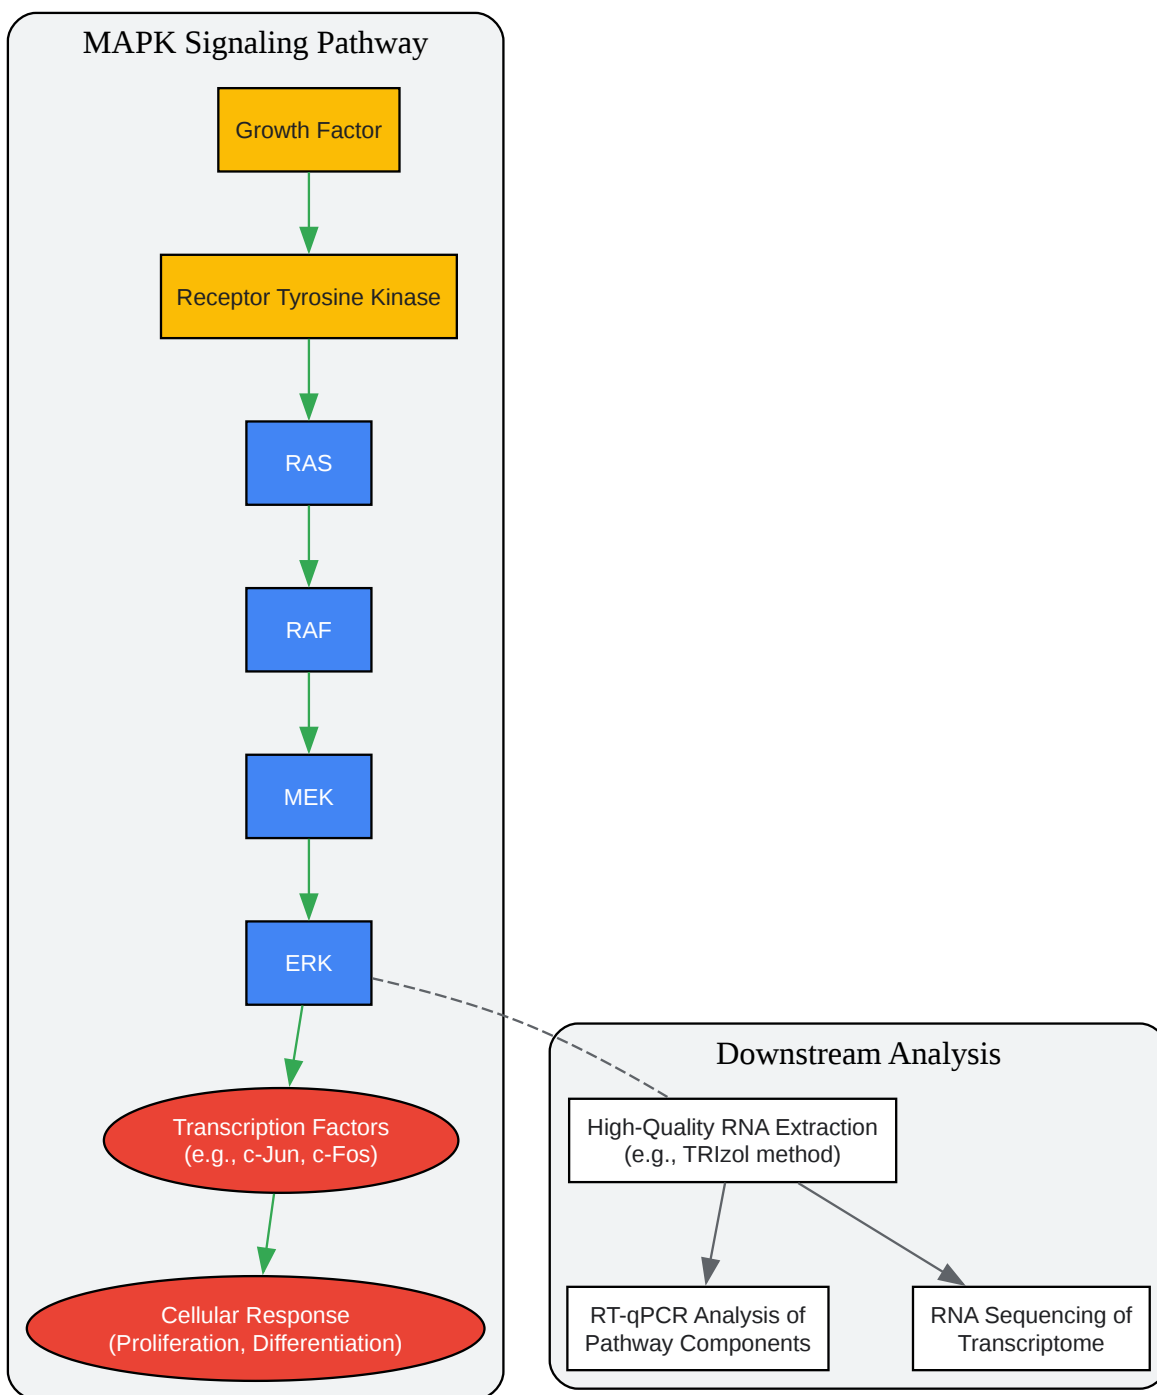 MAPK Signaling Pathway
Growth Factor
Receptor Tyrosine Kinase
RAS
RAF
MEK
ERK
Transcription Factors
(e.g., c-Jun, c-Fos)
Cellular Response
(Proliferation, Differentiation)
Downstream Analysis
High-Quality RNA Extraction
(e.g., TRIzol method)
RT-qPCR Analysis of
Pathway Components
RNA Sequencing of
Transcriptome